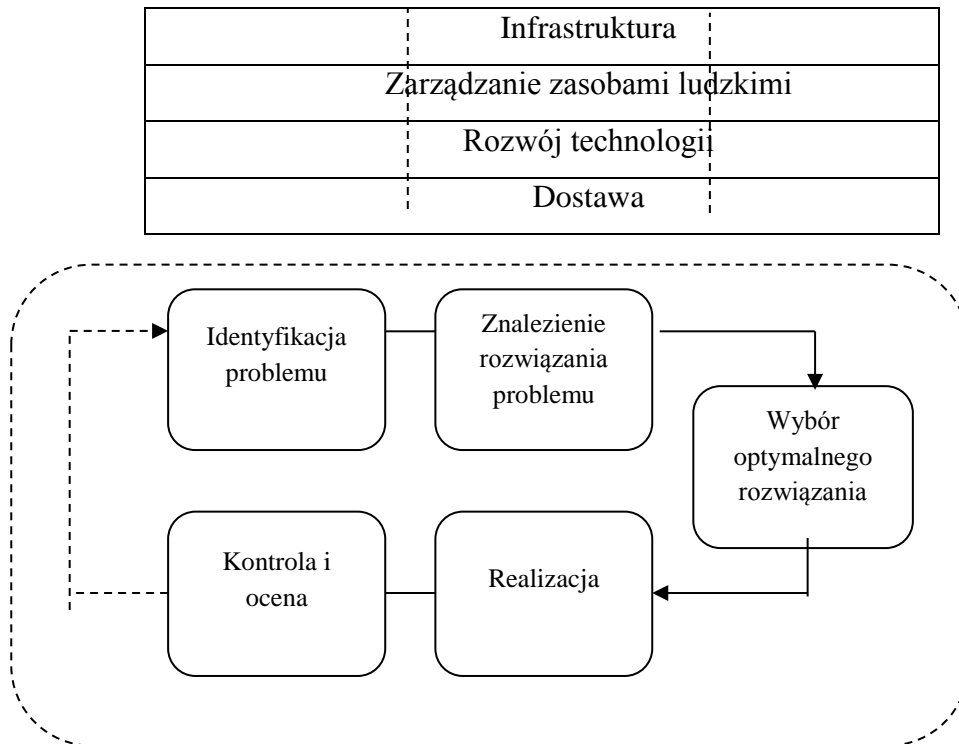 Infrastruktura
Zarządzanie zasobami ludzkimi
Rozwój technologii
Dostawa
Identyfikacja
problemu
Znalezienie
rozwiązania
problemu
Wybór
optymalnego
rozwiązania
Kontrola i
ocena
Realizacja